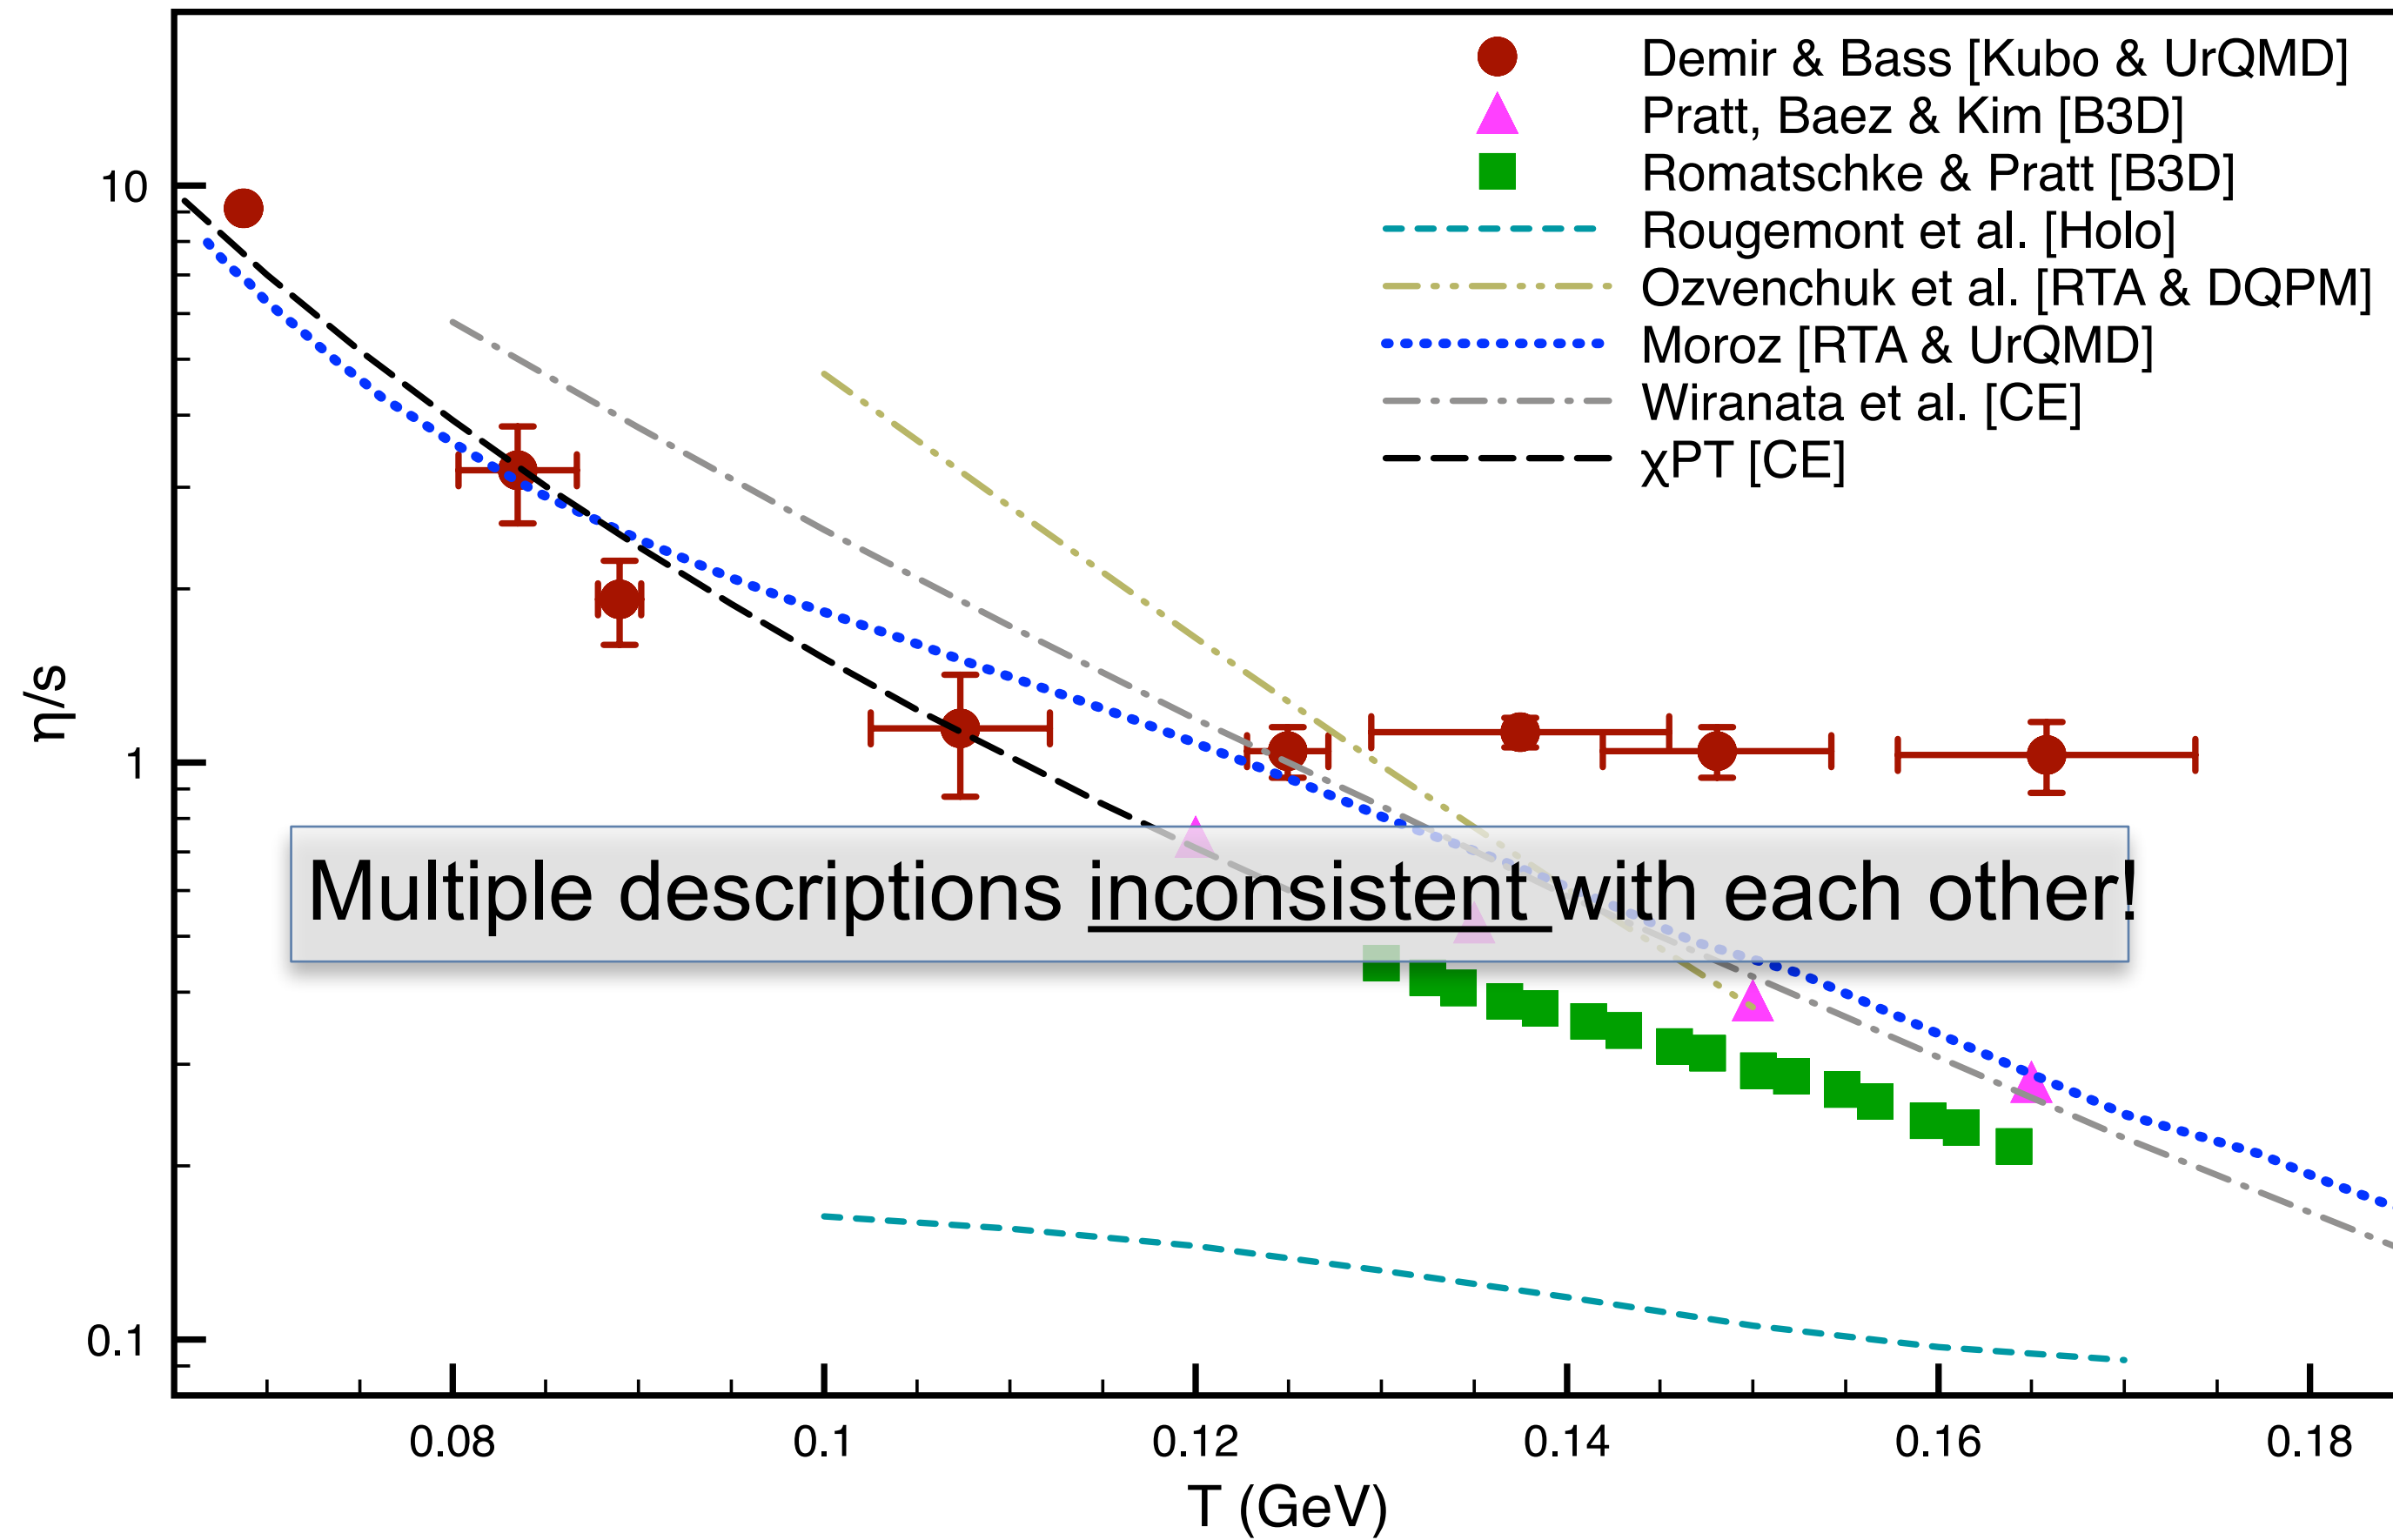 Demir & Bass [Kubo & UrQMD]
Pratt, Baez & Kim [B3D]
Romatschke & Pratt [B3D]
Rougemont et al. [Holo]
Ozvenchuk et al. [RTA & DQPM]
Moroz [RTA & UrQMD]
Wiranata et al. [CE]
χPT [CE]
10
1
0.1
η/s
Multiple descriptions inconsistent with each other!
0.08 0.1 0.12 0.14 0.16 0.18
T (GeV)